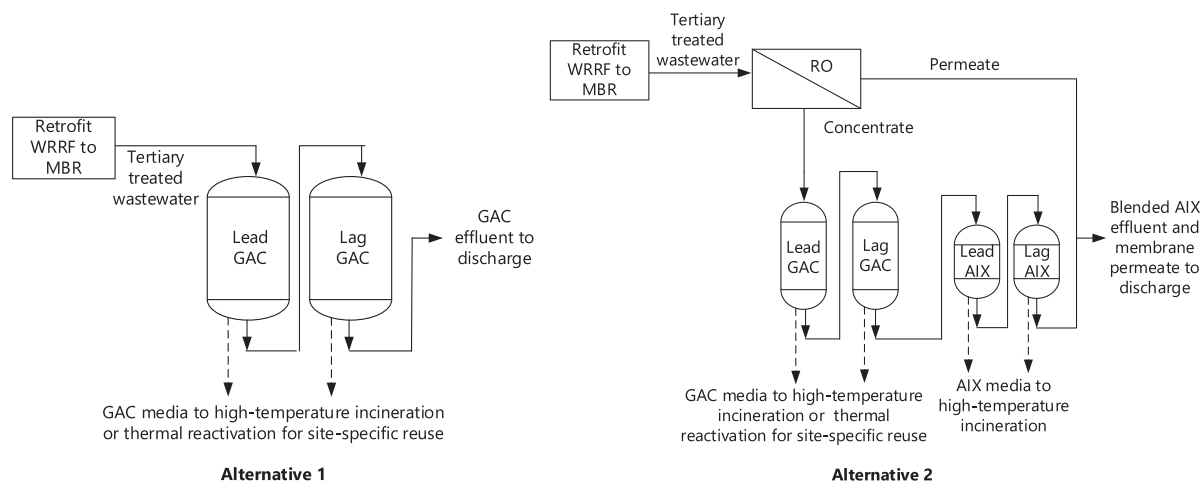 Retrofit
WRRF to
MBR
Tertiary
treated
wastewater
Lead
GAC
Lag
GAC
GAC
effluent to
discharge
GAC media to high-temperature incineration
or thermal reactivation for site-specific reuse
Alternative 1
Retrofit
WRRF to
MBR
Tertiary
treated
wastewater
RO
Permeate
Concentrate
Lead
GAC
Lag
GAC
Lead
AIX
Lag
AIX
Blended AIX
effluent and
membrane
permeate to
discharge
GAC media to high-temperature
incineration or thermal
reactivation for site-specific reuse
AIX media to
high-temperature
incineration
Alternative 2